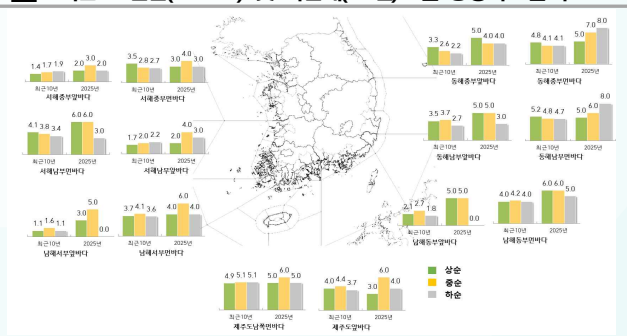 1.4 1.7 1.9 2.0 3.0 2.0
최근10년 2025년
서해중부앞바다
3.5 2.8 2.7 3.0 4.0 3.0
최근10년 2025년
서해중부먼바다
3.3 2.6 2.2 5.0 4.0 4.0
최근10년 2025년
동해중부앞바다
4.8 4.1 4.1 5.0 7.0 8.0
최근10년 2025년
동해중부먼바다
4.1 3.8 3.4 6.0 6.0 3.0
최근10년 2025년
서해남부먼바다
1.7 2.0 2.2 2.0 4.0 3.0
최근10년 2025년
서해남부앞바다
3.5 3.7 2.7 5.0 5.0 3.0
최근10년 2025년
동해남부앞바다
5.2 4.8 4.7 5.0 6.0 8.0
최근10년 2025년
동해남부먼바다
1.1 1.6 1.1 3.0 5.0 0.0
최근10년 2025년
남해서부앞바다
3.7 4.1 3.6 4.0 6.0 4.0
최근10년 2025년
남해서부먼바다
2.1 2.7 1.8 5.0 5.0 0.0
최근10년 2025년
남해동부앞바다
4.0 4.2 4.0 6.0 6.0 5.0
최근10년 2025년
남해동부먼바다
4.9 5.1 5.1 5.0 6.0 5.0
최근10년 2025년
제주도남쪽먼바다
4.0 4.4 3.7 3.0 6.0 4.0
최근10년 2025년
제주도앞바다
상순
중순
하순